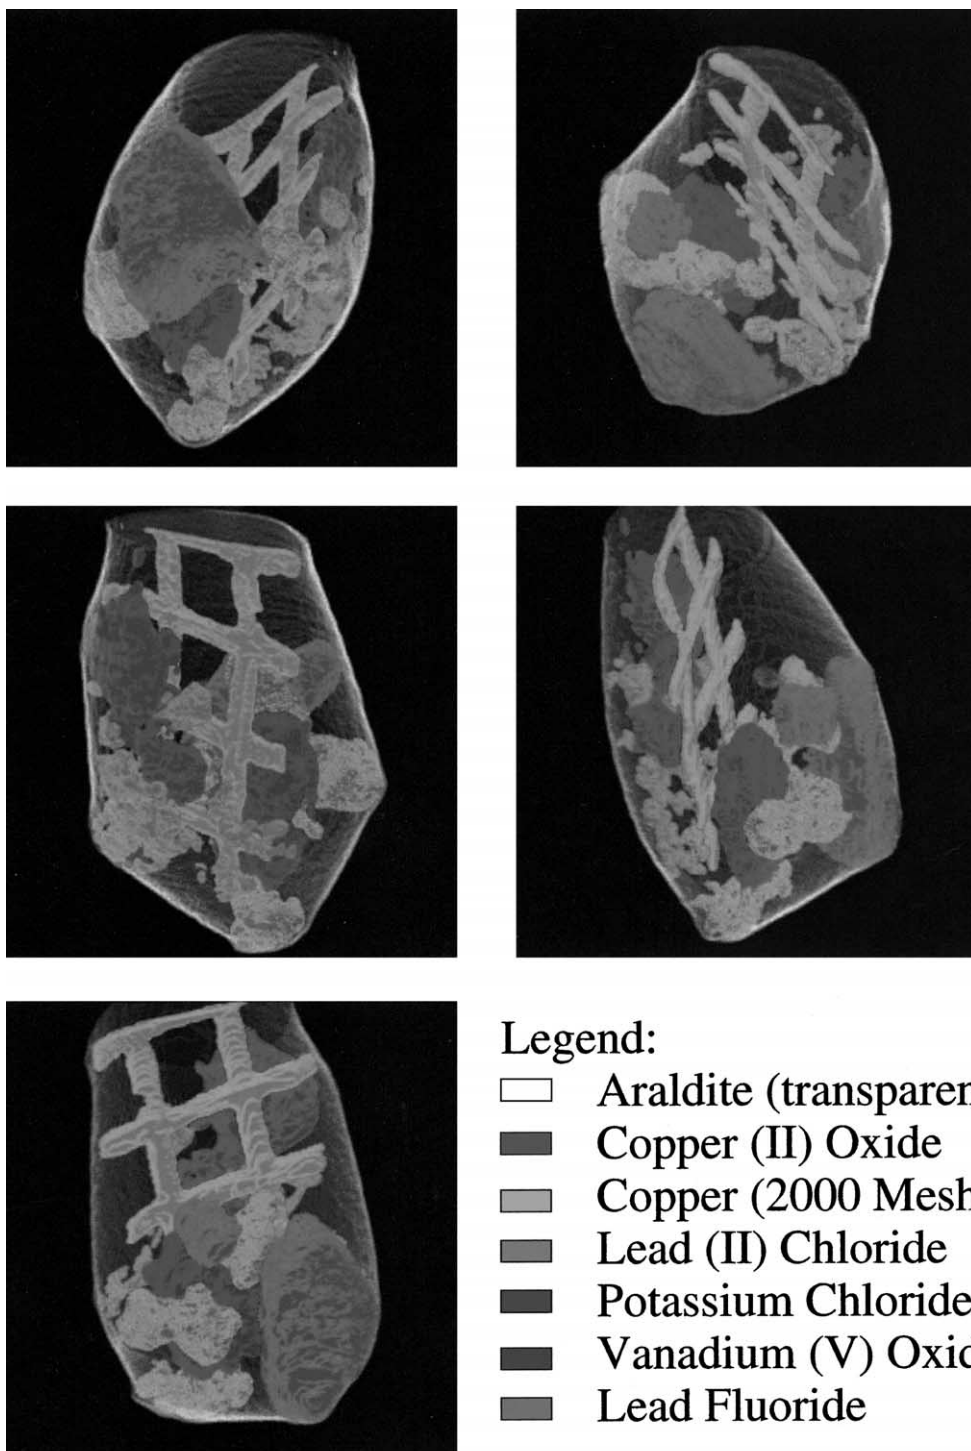 Legend:
Araldite (transparen
Copper (II) Oxide
Copper (2000 Mesh
Lead (II) Chloride
Potassium Chloride
Vanadium (V) Oxid
Lead Fluoride